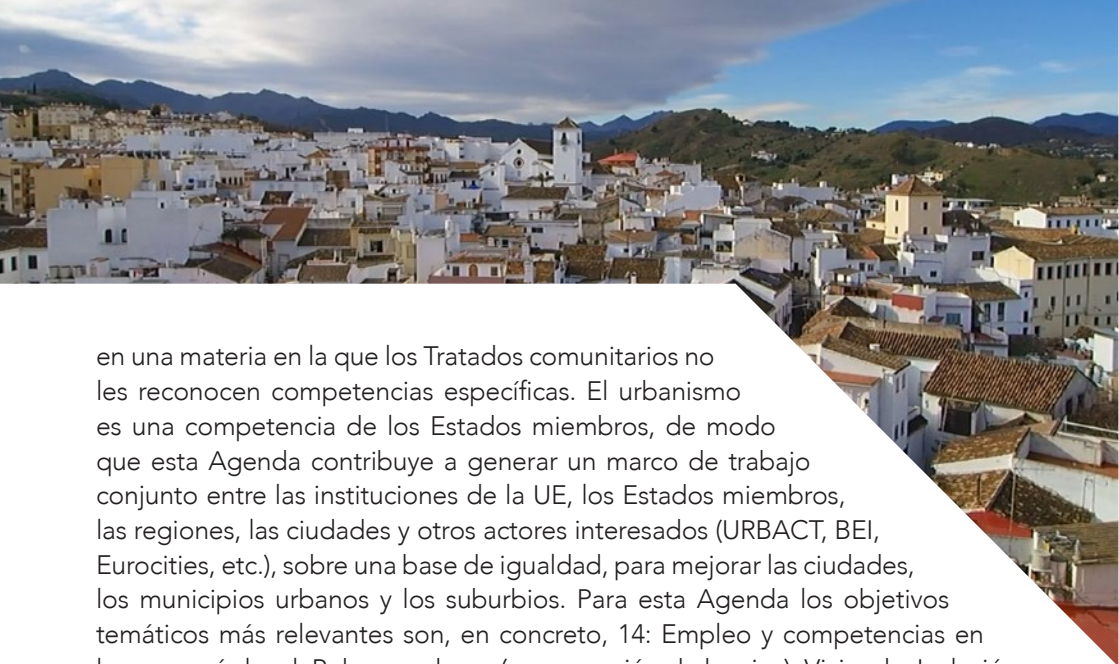 en una materia en la que los Tratados comunitarios no
les reconocen competencias específicas. El urbanismo
es una competencia de los Estados miembros, de modo
que esta Agenda contribuye a generar un marco de trabajo
conjunto entre las instituciones de la UE, los Estados miembros,
las regiones, las ciudades y otros actores interesados (URBACT, BEI,
Eurocities, etc.), sobre una base de igualdad, para mejorar las ciudades,
los municipios urbanos y los suburbios. Para esta Agenda los objetivos
temáticos más relevantes son, en concreto, 14: Empleo y competencias en